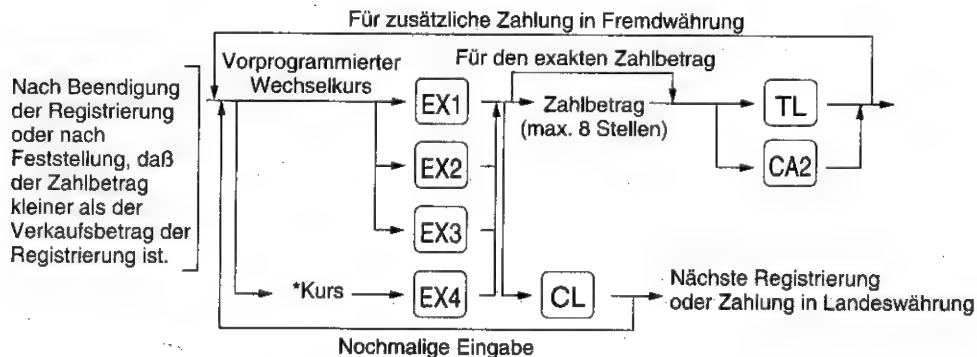 Für zusätzliche Zahlung in Fremdwährung
Für den exakten Zahlbetrag
Vorprogrammierter
Wechselkurs
Nach Beendigung
der Registrierung
oder nach
Feststellung, daß
der Zahlbetrag
kleiner als der
Verkaufsbetrag der
Registrierung ist.
EX1
Zahlbetrag
(max. 8 Stellen)
TL
EX2
CA2
EX3
*Kurs
EX4
CL
Nächste Registrierung
oder Zahlung in Landeswährung
Nochmalige Eingabe